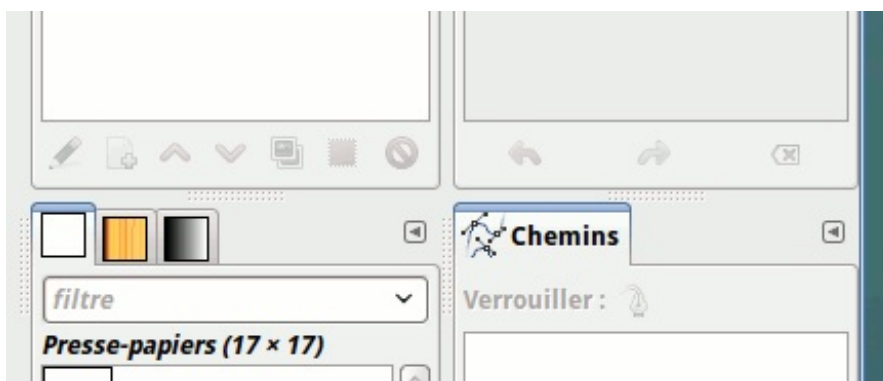 Chemins
filtre
Verrouiller :
Presse-papiers (17 × 17)